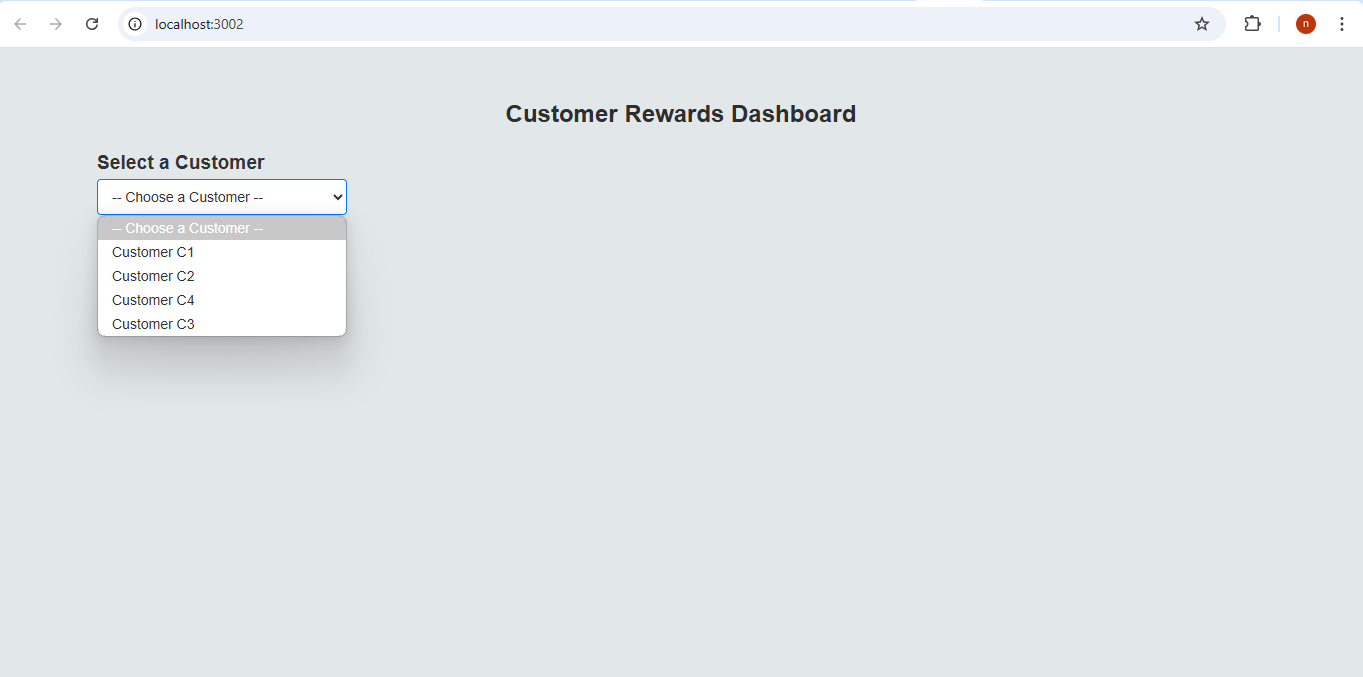 localhost:3002
n
Customer Rewards Dashboard
Select a Customer
-- Choose a Customer --
-- Choose a Customer --
Customer C1
Customer C2
Customer C4
Customer C3